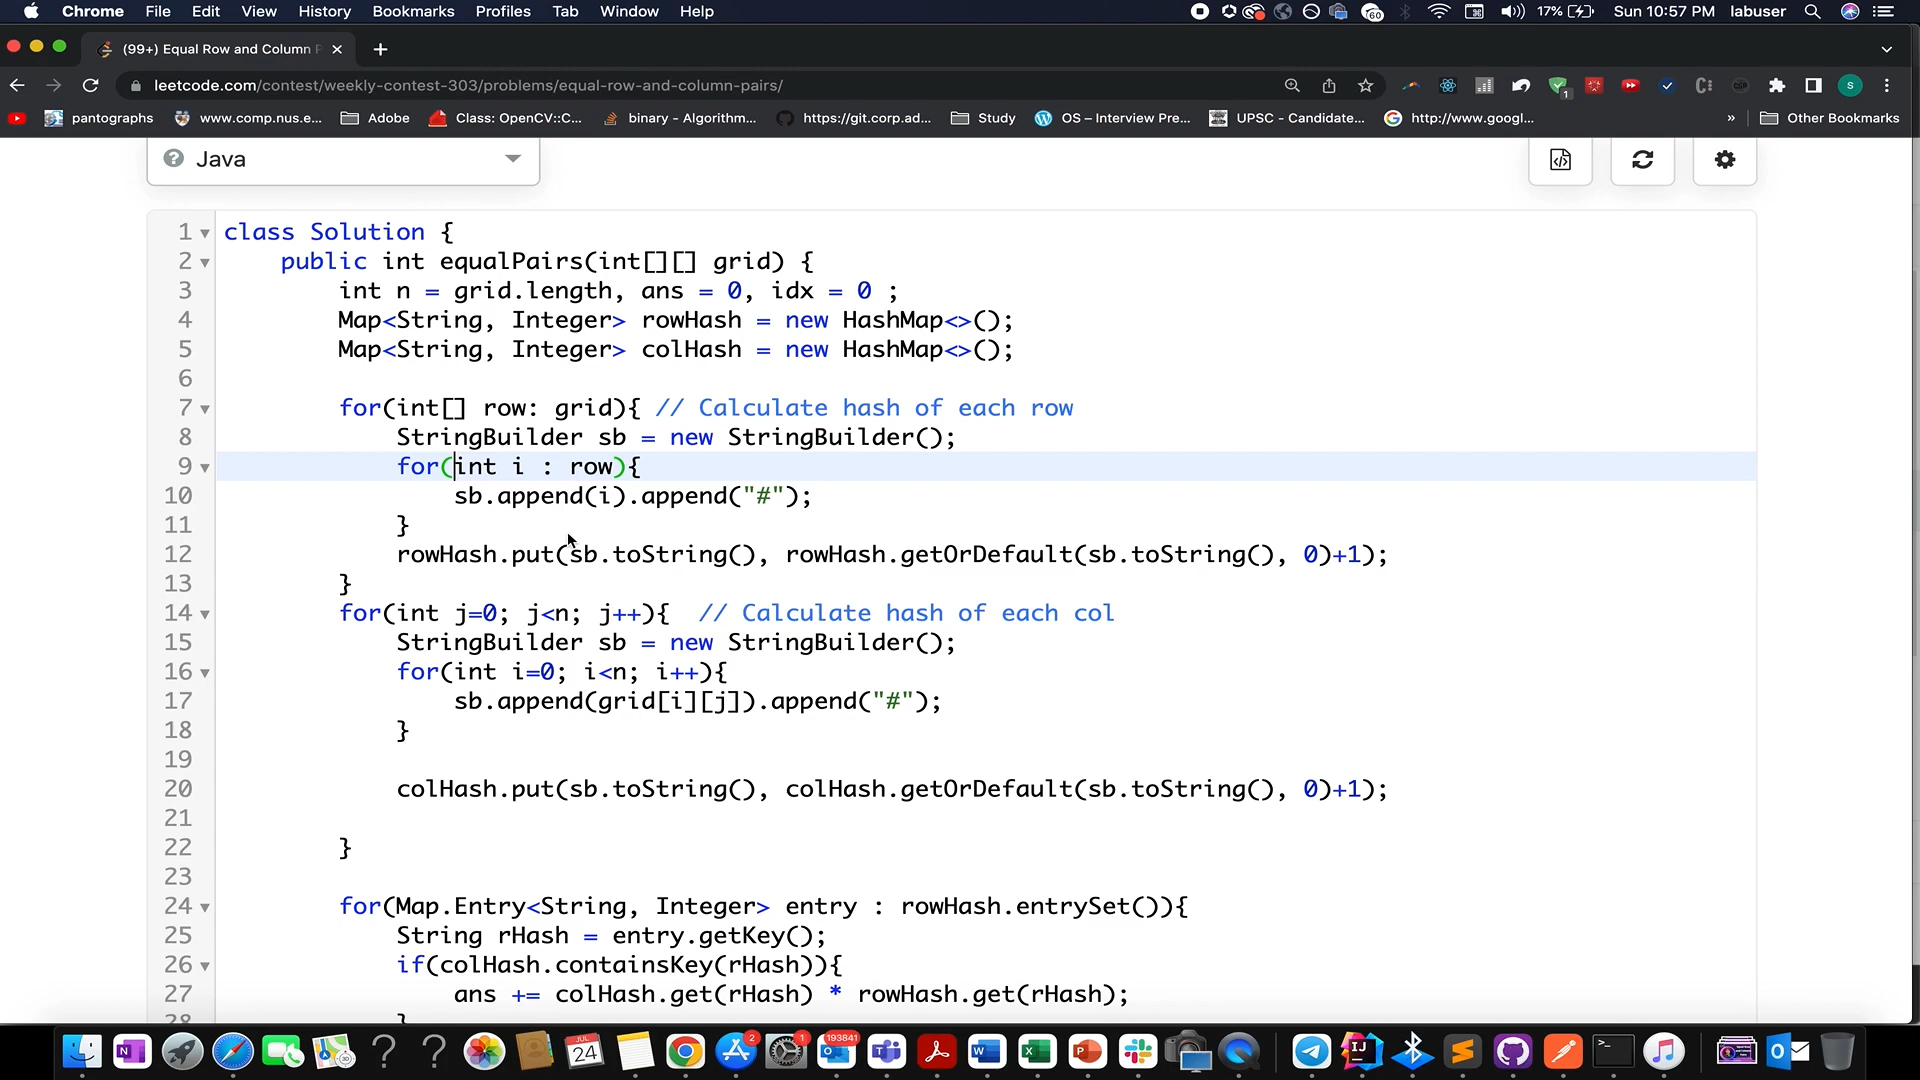 Chrome File Edit View History Bookmarks Profiles Tab Window Help 60 17% Sun 10:57 PM labuser
(99+) Equal Row and Column P
leetcode.com/contest/weekly-contest-303/problems/equal-row-and-column-pairs/
pantographs www.comp.nus.e... Adobe Class: OpenCV::C... binary - Algorithm... https://git.corp.ad... Study OS – Interview Pre... UPSC - Candidate... http://www.googl... » Other Bookmarks
Java
1 class Solution {
2 public int equalPairs(int[][] grid) {
3 int n = grid.length, ans = 0, idx = 0 ;
4 Map<String, Integer> rowHash = new HashMap<>();
5 Map<String, Integer> colHash = new HashMap<>();
6
7 for(int[] row: grid){ // Calculate hash of each row
8 StringBuilder sb = new StringBuilder();
9 for(int i : row){
10 sb.append(i).append("#");
11 }
12 rowHash.put(sb.toString(), rowHash.getOrDefault(sb.toString(), 0)+1);
13 }
14 for(int j=0; j<n; j++){ // Calculate hash of each col
15 StringBuilder sb = new StringBuilder();
16 for(int i=0; i<n; i++){
17 sb.append(grid[i][j]).append("#");
18 }
19
20 colHash.put(sb.toString(), colHash.getOrDefault(sb.toString(), 0)+1);
21
22 }
23
24 for(Map.Entry<String, Integer> entry : rowHash.entrySet()){
25 String rHash = entry.getKey();
26 if(colHash.containsKey(rHash)){
27 ans += colHash.get(rHash) * rowHash.get(rHash);
28 }
JUL 24 2 1 193841